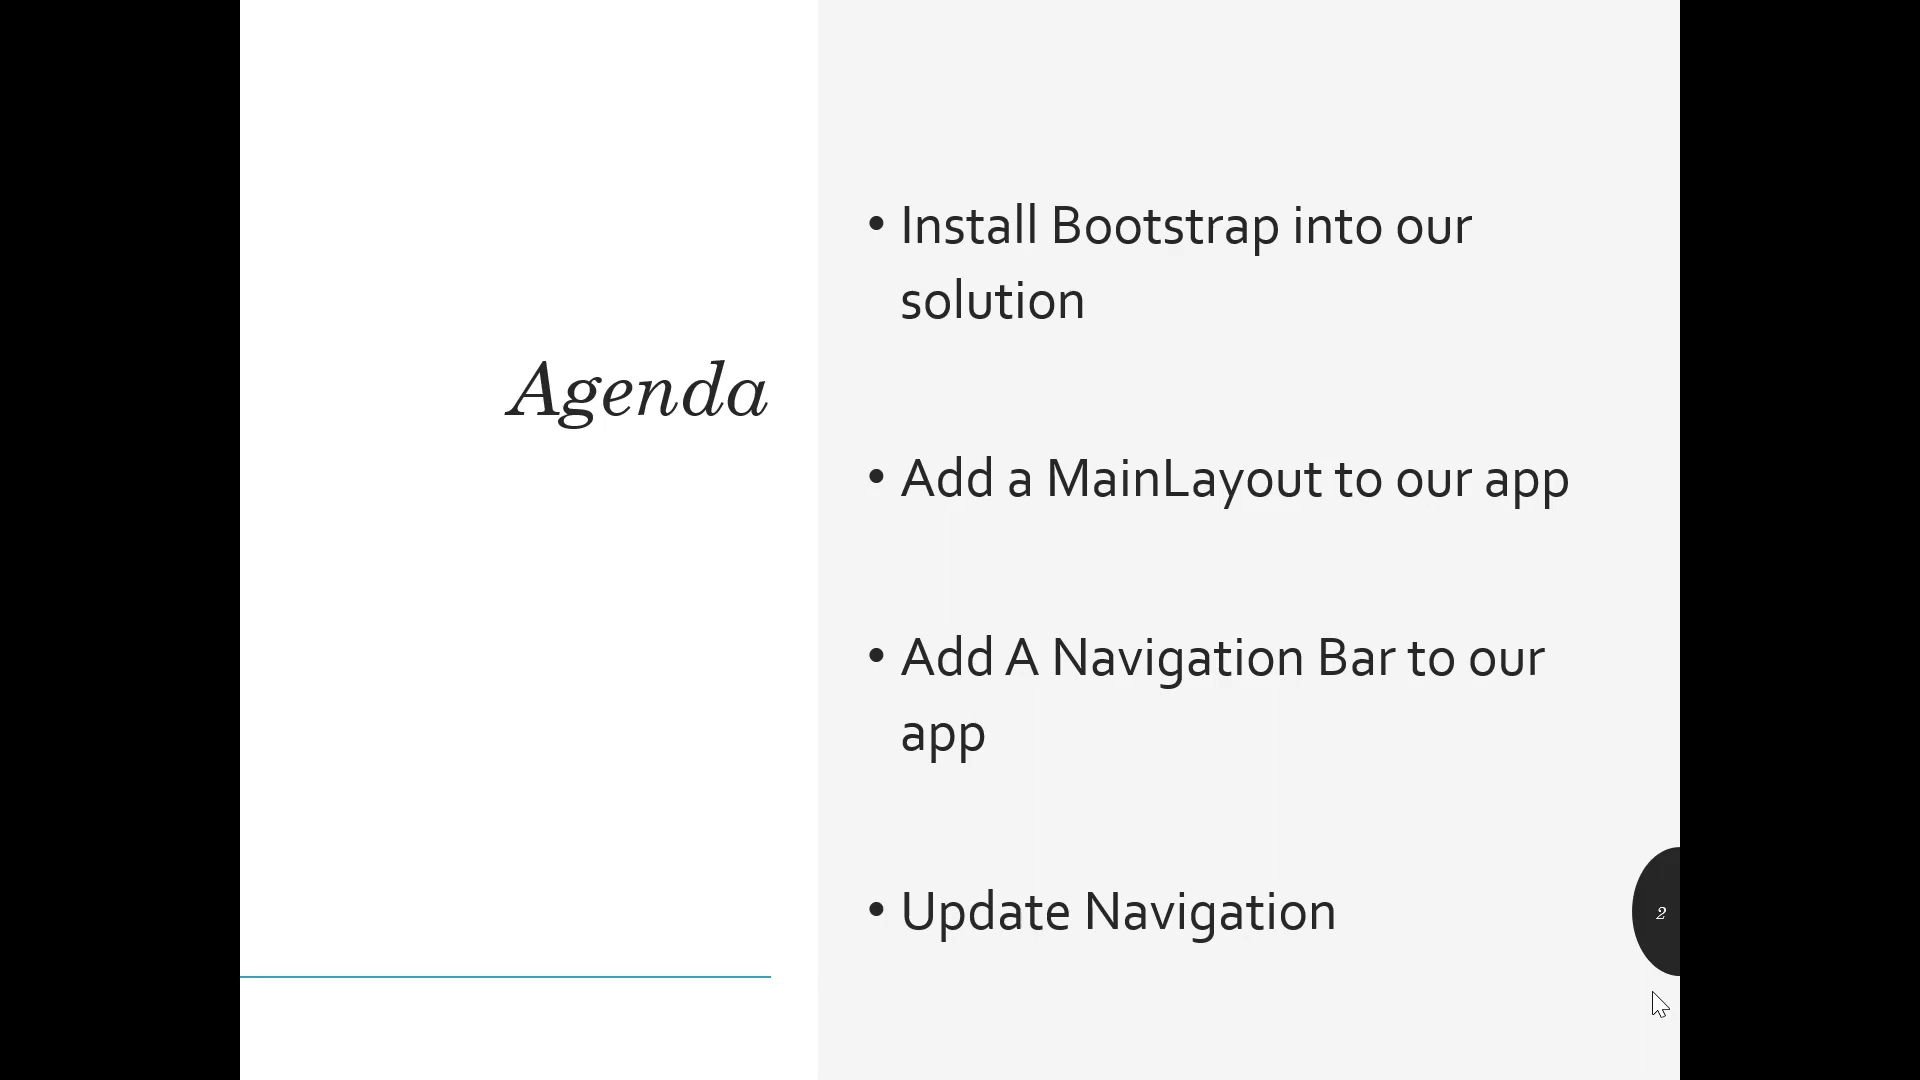 Agenda
• Install Bootstrap into our
solution
• Add a MainLayout to our app
• Add A Navigation Bar to our
app
• Update Navigation
2